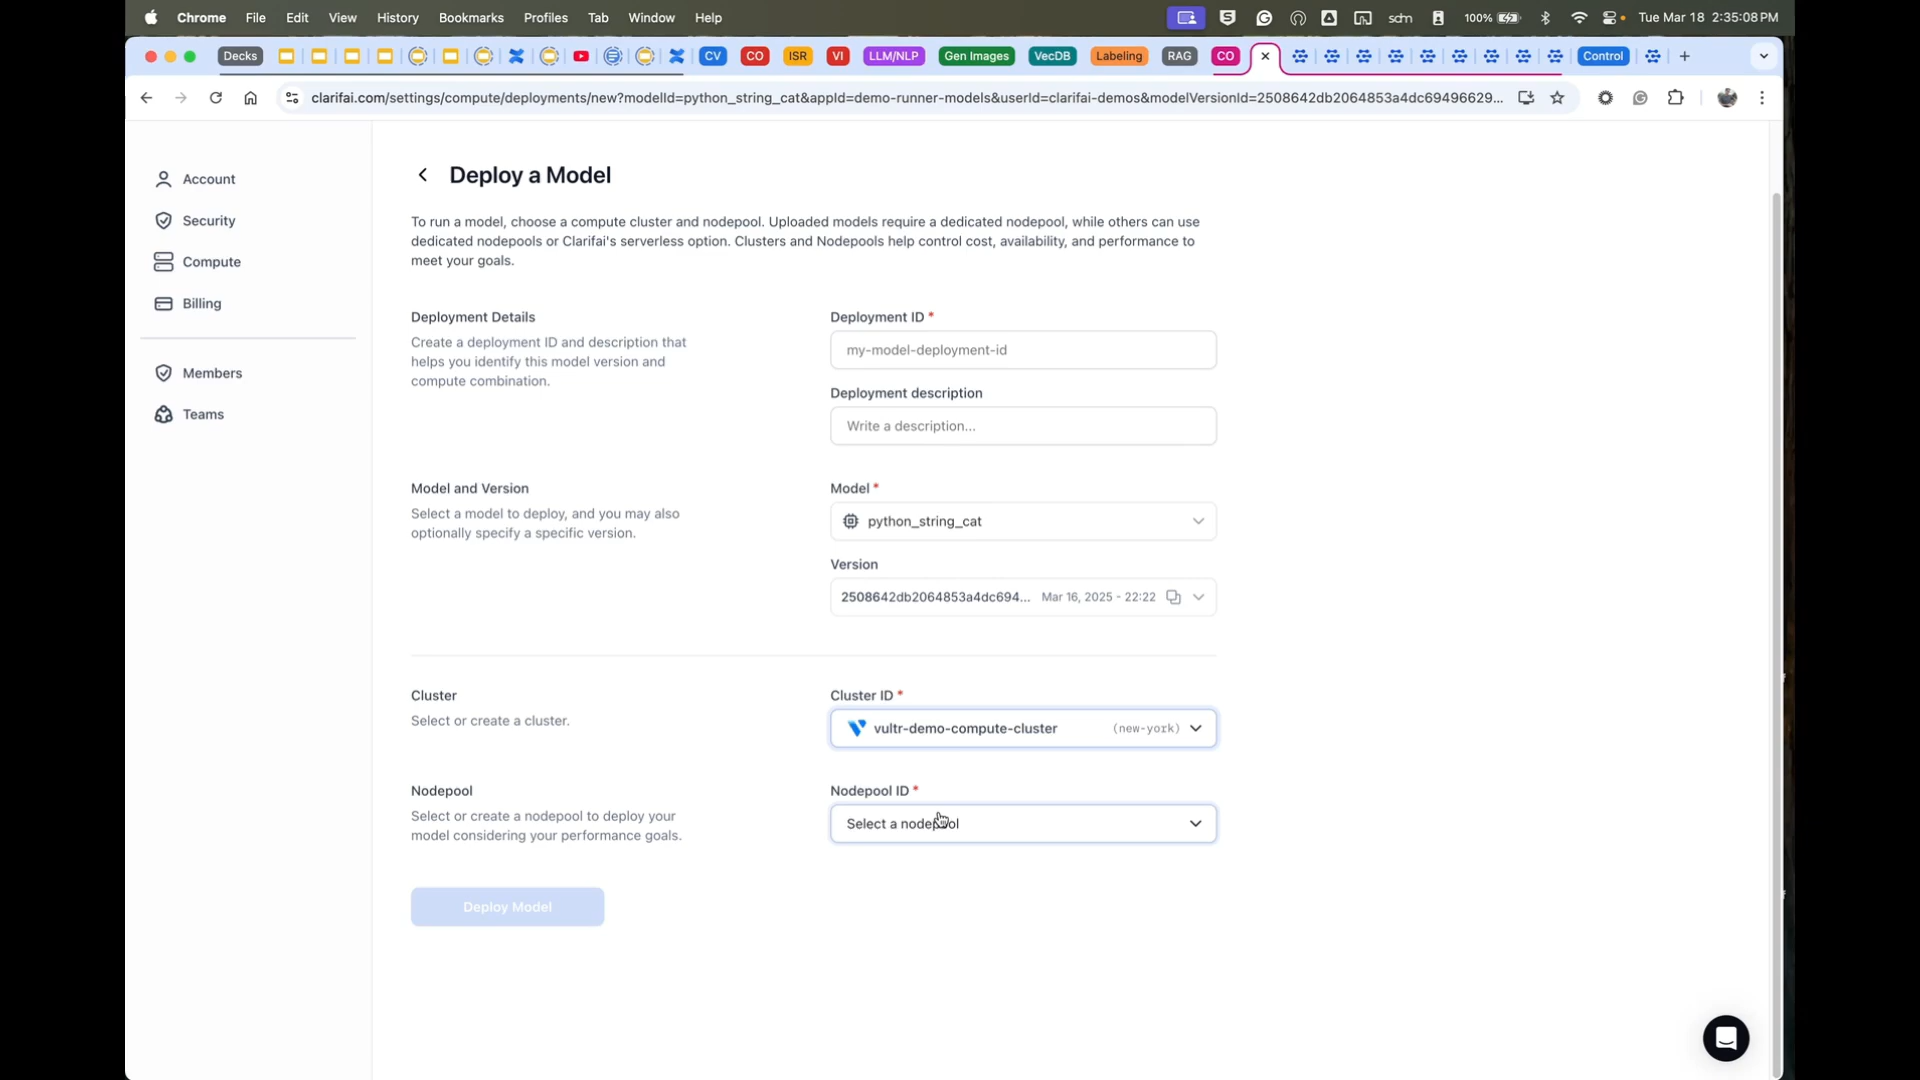 Chrome File Edit View History Bookmarks Profiles Tab Window Help 100% Tue Mar 18 2:35:08 PM
Decks CV CO ISR VI LLM/NLP Gen Images VecDB Labeling RAG CO Control
clarifai.com/settings/compute/deployments/new?modelId=python_string_cat&appId=demo-runner-models&userId=clarifai-demos&modelVersionId=2508642db2064853a4dc69496629...
Account
Security
Compute
Billing
Members
Teams
Deploy a Model
To run a model, choose a compute cluster and nodepool. Uploaded models require a dedicated nodepool, while others can use
dedicated nodepools or Clarifai's serverless option. Clusters and Nodepools help control cost, availability, and performance to
meet your goals.
Deployment Details
Create a deployment ID and description that
helps you identify this model version and
compute combination.
Deployment ID *
my-model-deployment-id
Deployment description
Write a description...
Model and Version
Select a model to deploy, and you may also
optionally specify a specific version.
Model *
python_string_cat
Version
2508642db2064853a4dc694... Mar 16, 2025 - 22:22
Cluster
Select or create a cluster.
Cluster ID *
vultr-demo-compute-cluster (new-york)
Nodepool
Select or create a nodepool to deploy your
model considering your performance goals.
Nodepool ID *
Select a nodepool
Deploy Model